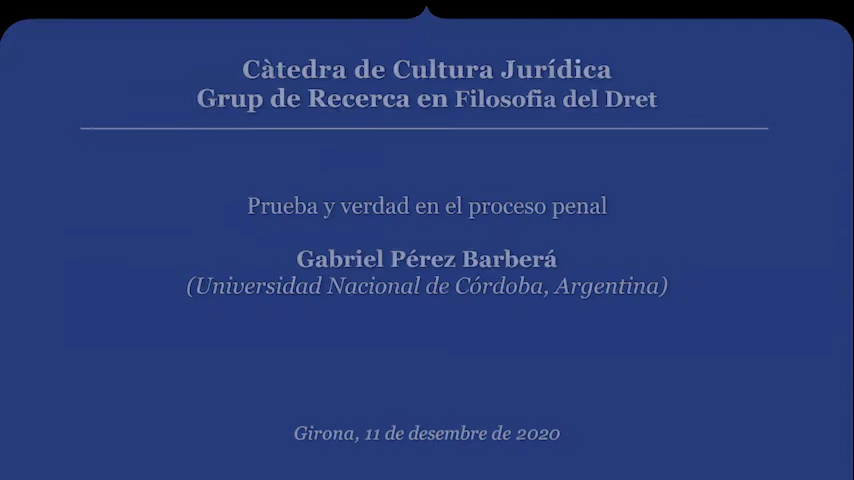 Càtedra de Cultura Jurídica
Grup de Recerca en Filosofia del Dret
Prueba y verdad en el proceso penal
Gabriel Pérez Barberá
(Universidad Nacional de Córdoba, Argentina)
Girona, 11 de desembre de 2020